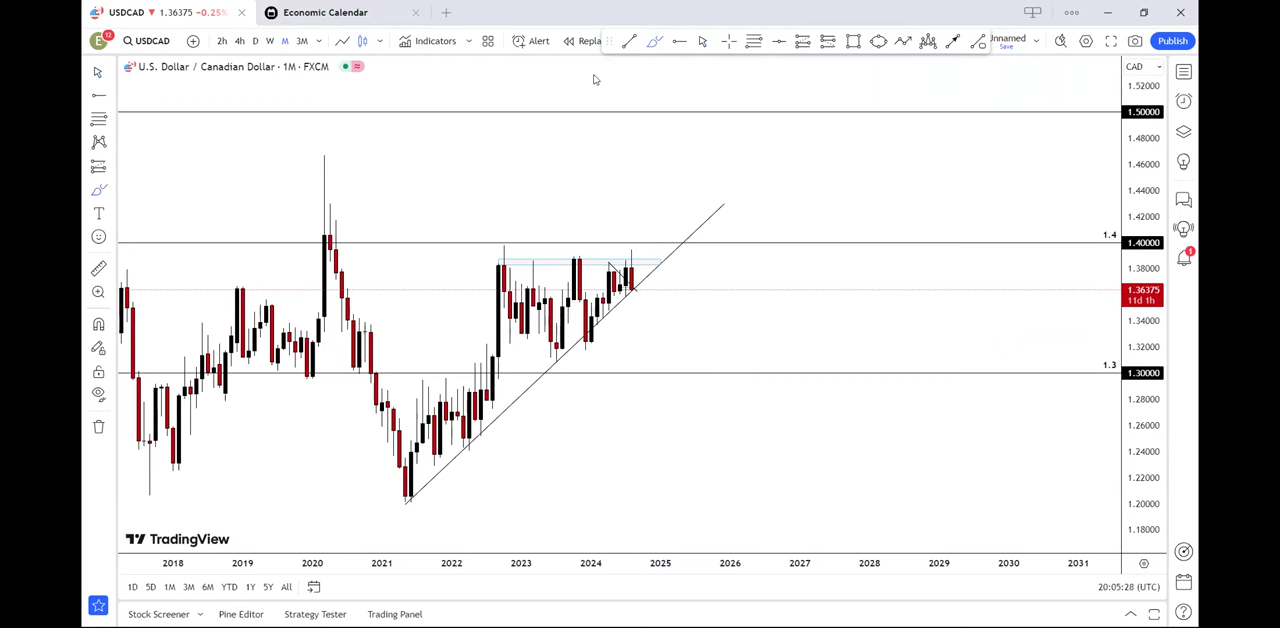 USDCAD ▼ 1.36375 −0.25%
Economic Calendar
E 12
USDCAD 2h 4h D W M 3M Indicators Alert Repla Unnamed Save Publish
U.S. Dollar / Canadian Dollar · 1M · FXCM
CAD
1.52000
1.50000
1.48000
1.46000
1.44000
1.42000
1.4 1.40000
1.38000
1.36375
11d 1h
1.34000
1.32000
1.3 1.30000
1.28000
1.26000
1.24000
1.22000
1.20000
1.18000
1
TradingView
2018 2019 2020 2021 2022 2023 2024 2025 2026 2027 2028 2029 2030 2031
1D 5D 1M 3M 6M YTD 1Y 5Y All 20:05:28 (UTC)
Stock Screener Pine Editor Strategy Tester Trading Panel